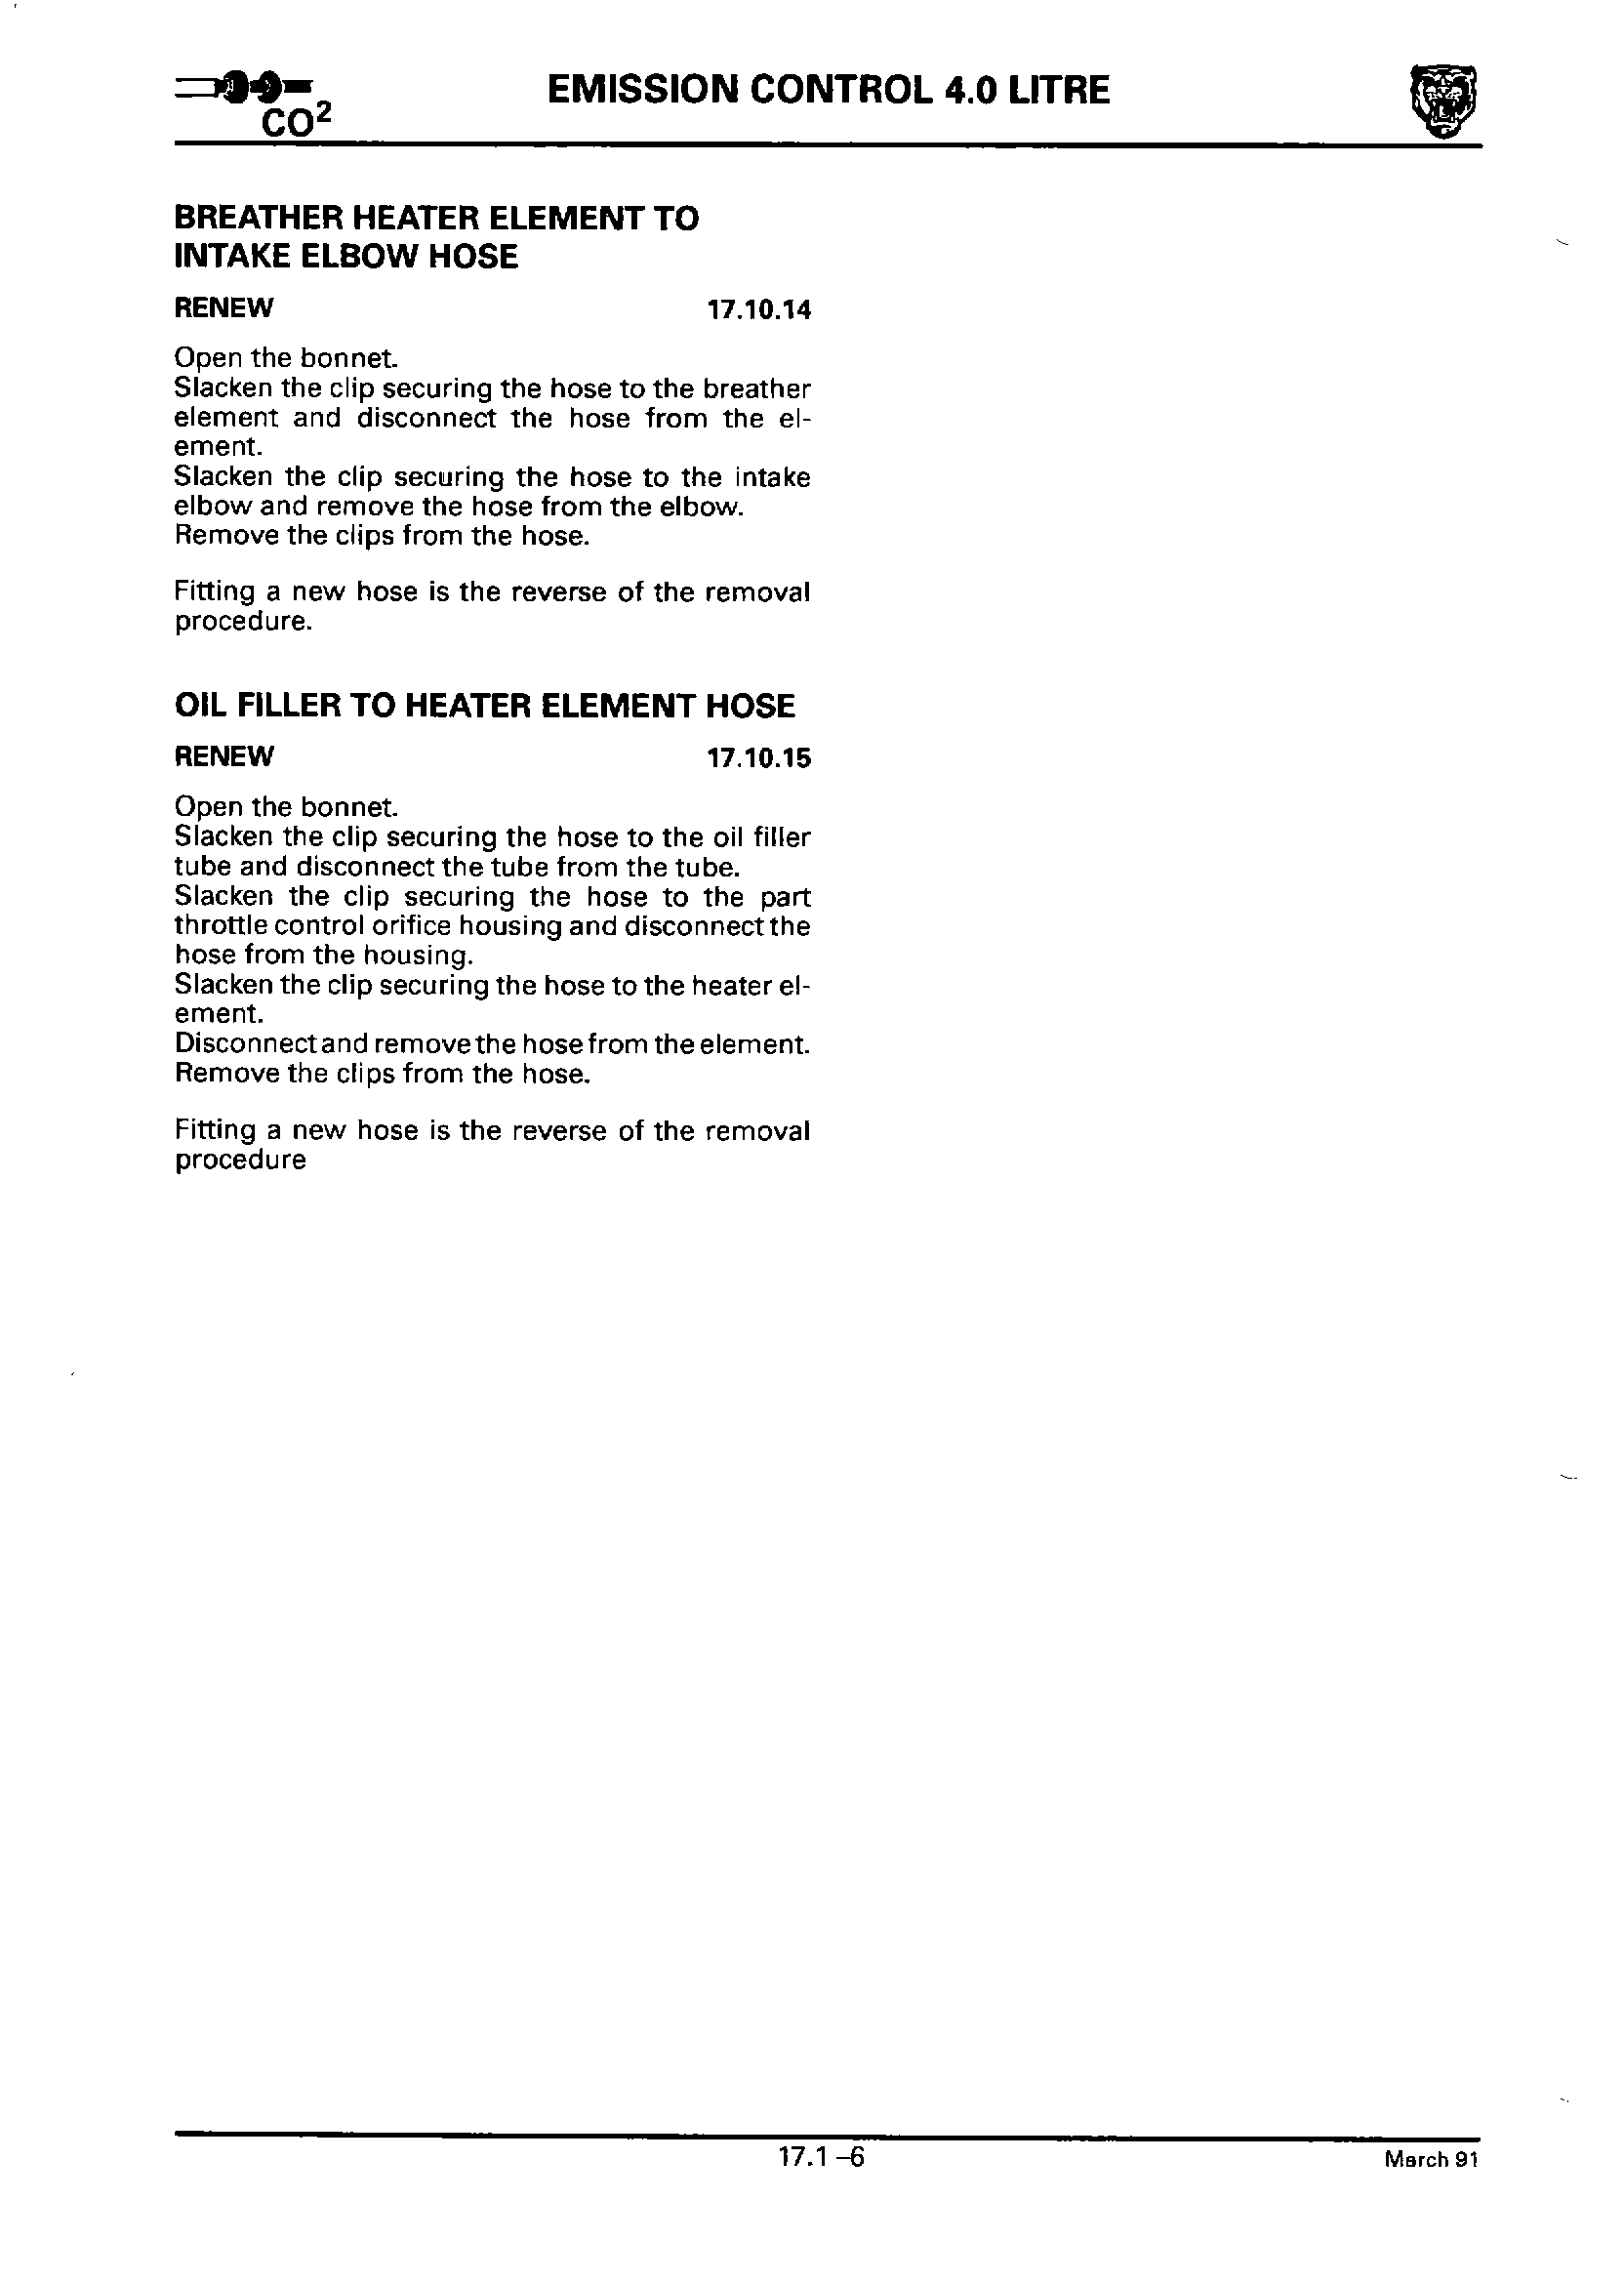 CO²
EMISSION CONTROL 4.0 LITRE
BREATHER HEATER ELEMENT TO
INTAKE ELBOW HOSE
RENEW 17.10.14
Open the bonnet.
Slacken the clip securing the hose to the breather
element and disconnect the hose from the el-
ement.
Slacken the clip securing the hose to the intake
elbow and remove the hose from the elbow.
Remove the clips from the hose.
Fitting a new hose is the reverse of the removal
procedure.
OIL FILLER TO HEATER ELEMENT HOSE
RENEW 17.10.15
Open the bonnet.
Slacken the clip securing the hose to the oil filler
tube and disconnect the tube from the tube.
Slacken the clip securing the hose to the part
throttle control orifice housing and disconnect the
hose from the housing.
Slacken the clip securing the hose to the heater el-
ement.
Disconnect and remove the hose from the element.
Remove the clips from the hose.
Fitting a new hose is the reverse of the removal
procedure
17.1 –6
March 91